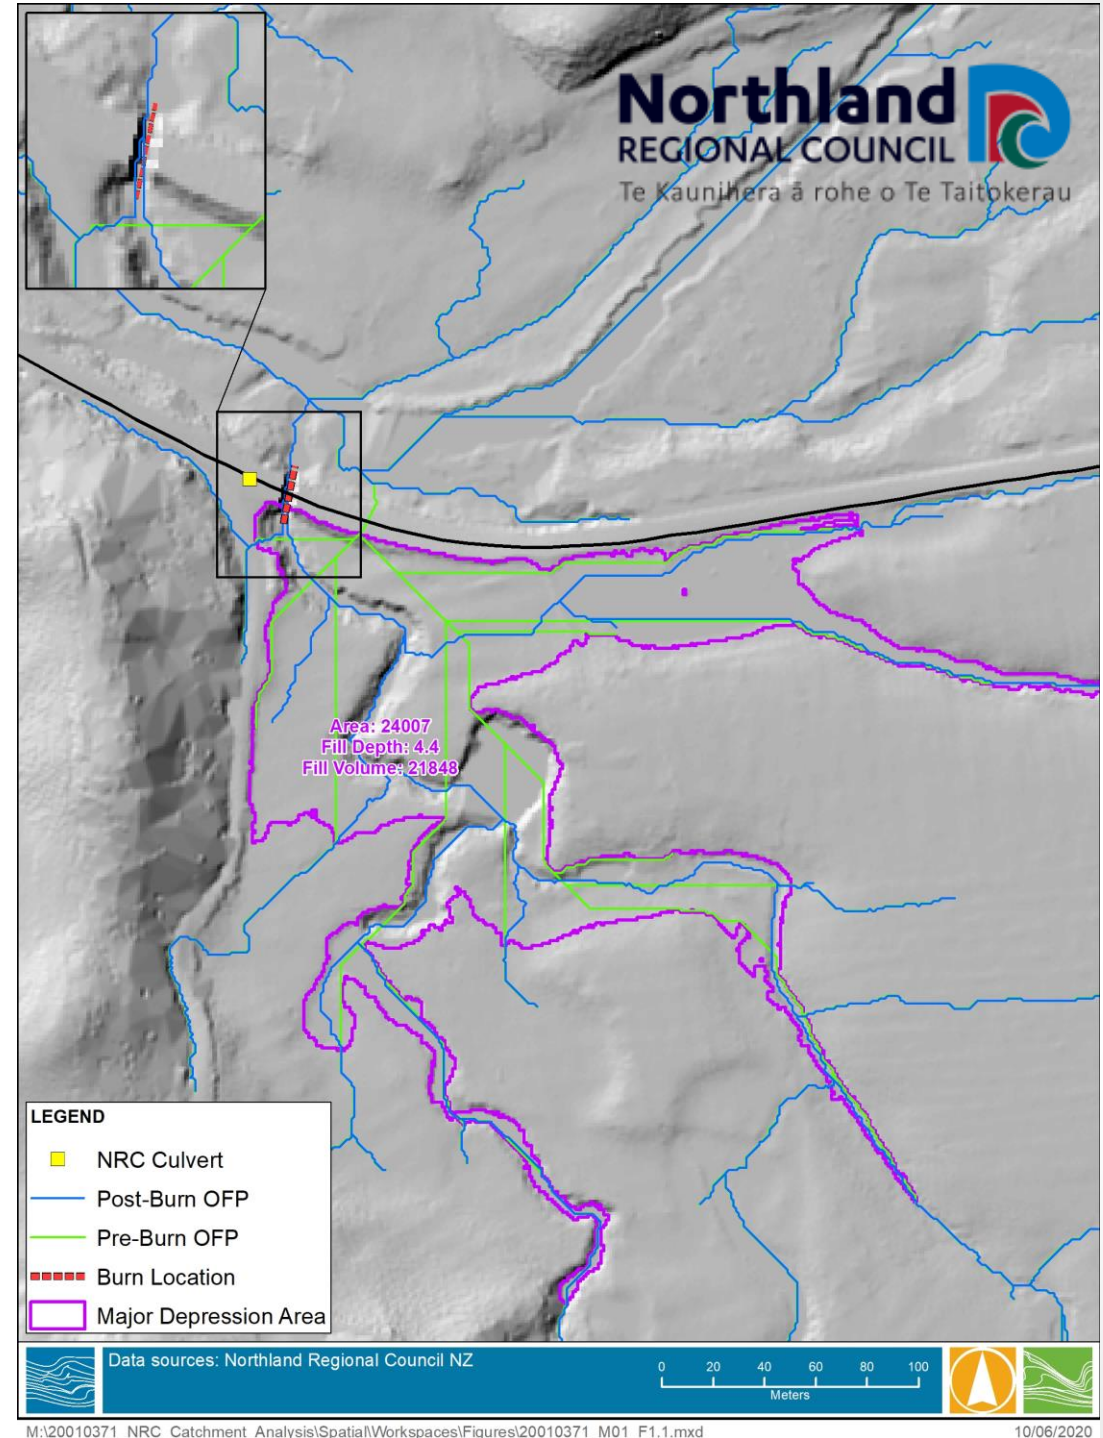 Northland
REGIONAL COUNCIL
Te Kaunihera ā rohe o Te Taitokerau
Area: 24007
Fill Depth: 4.4
Fill Volume: 21848
LEGEND
NRC Culvert
Post-Burn OFP
Pre-Burn OFP
Burn Location
Major Depression Area
Data sources: Northland Regional Council NZ
0 20 40 60 80 100
Meters
M:\20010371_NRC_Catchment_Analysis\Spatial\Workspaces\Figures\20010371_M01_F1.1.mxd 10/06/2020